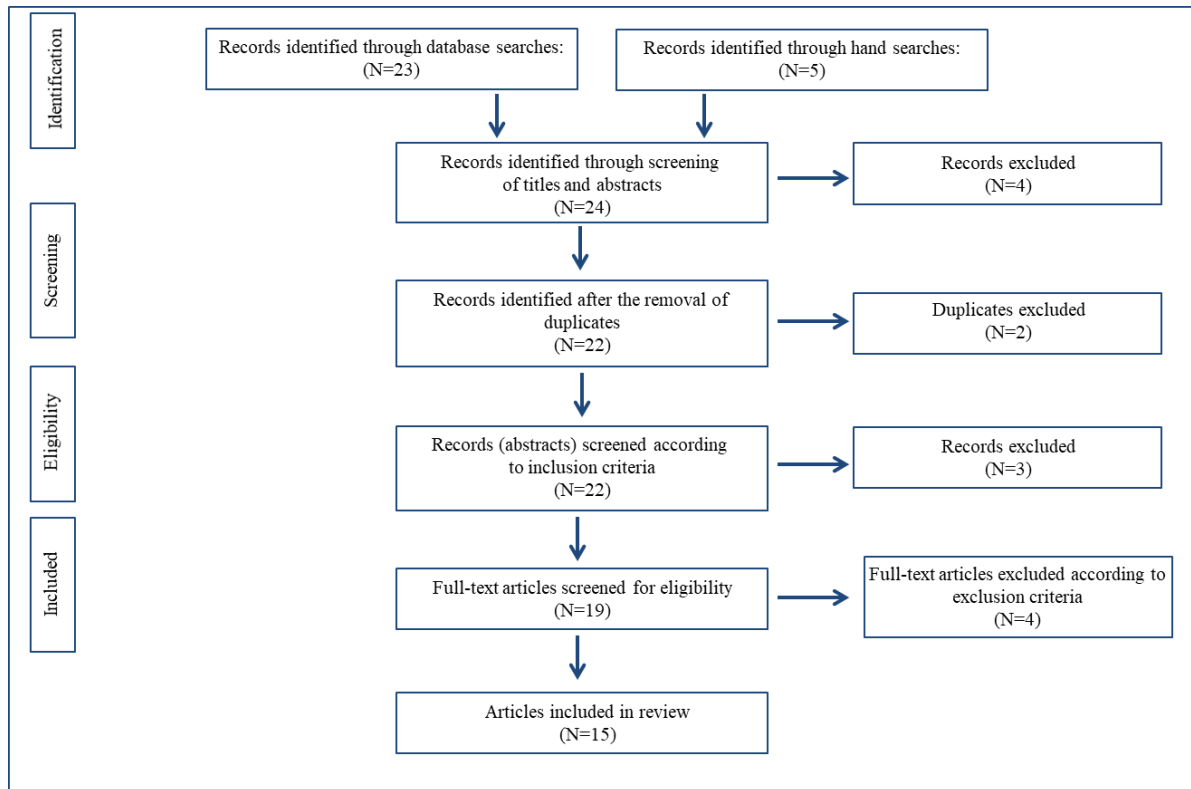 Identification
Records identified through database searches:
(N=23)
Records identified through hand searches:
(N=5)
Records identified through screening
of titles and abstracts
(N=24)
Records excluded
(N=4)
Screening
Records identified after the removal of
duplicates
(N=22)
Duplicates excluded
(N=2)
Eligibility
Records (abstracts) screened according
to inclusion criteria
(N=22)
Records excluded
(N=3)
Included
Full-text articles screened for eligibility
(N=19)
Full-text articles excluded according to
exclusion criteria
(N=4)
Articles included in review
(N=15)